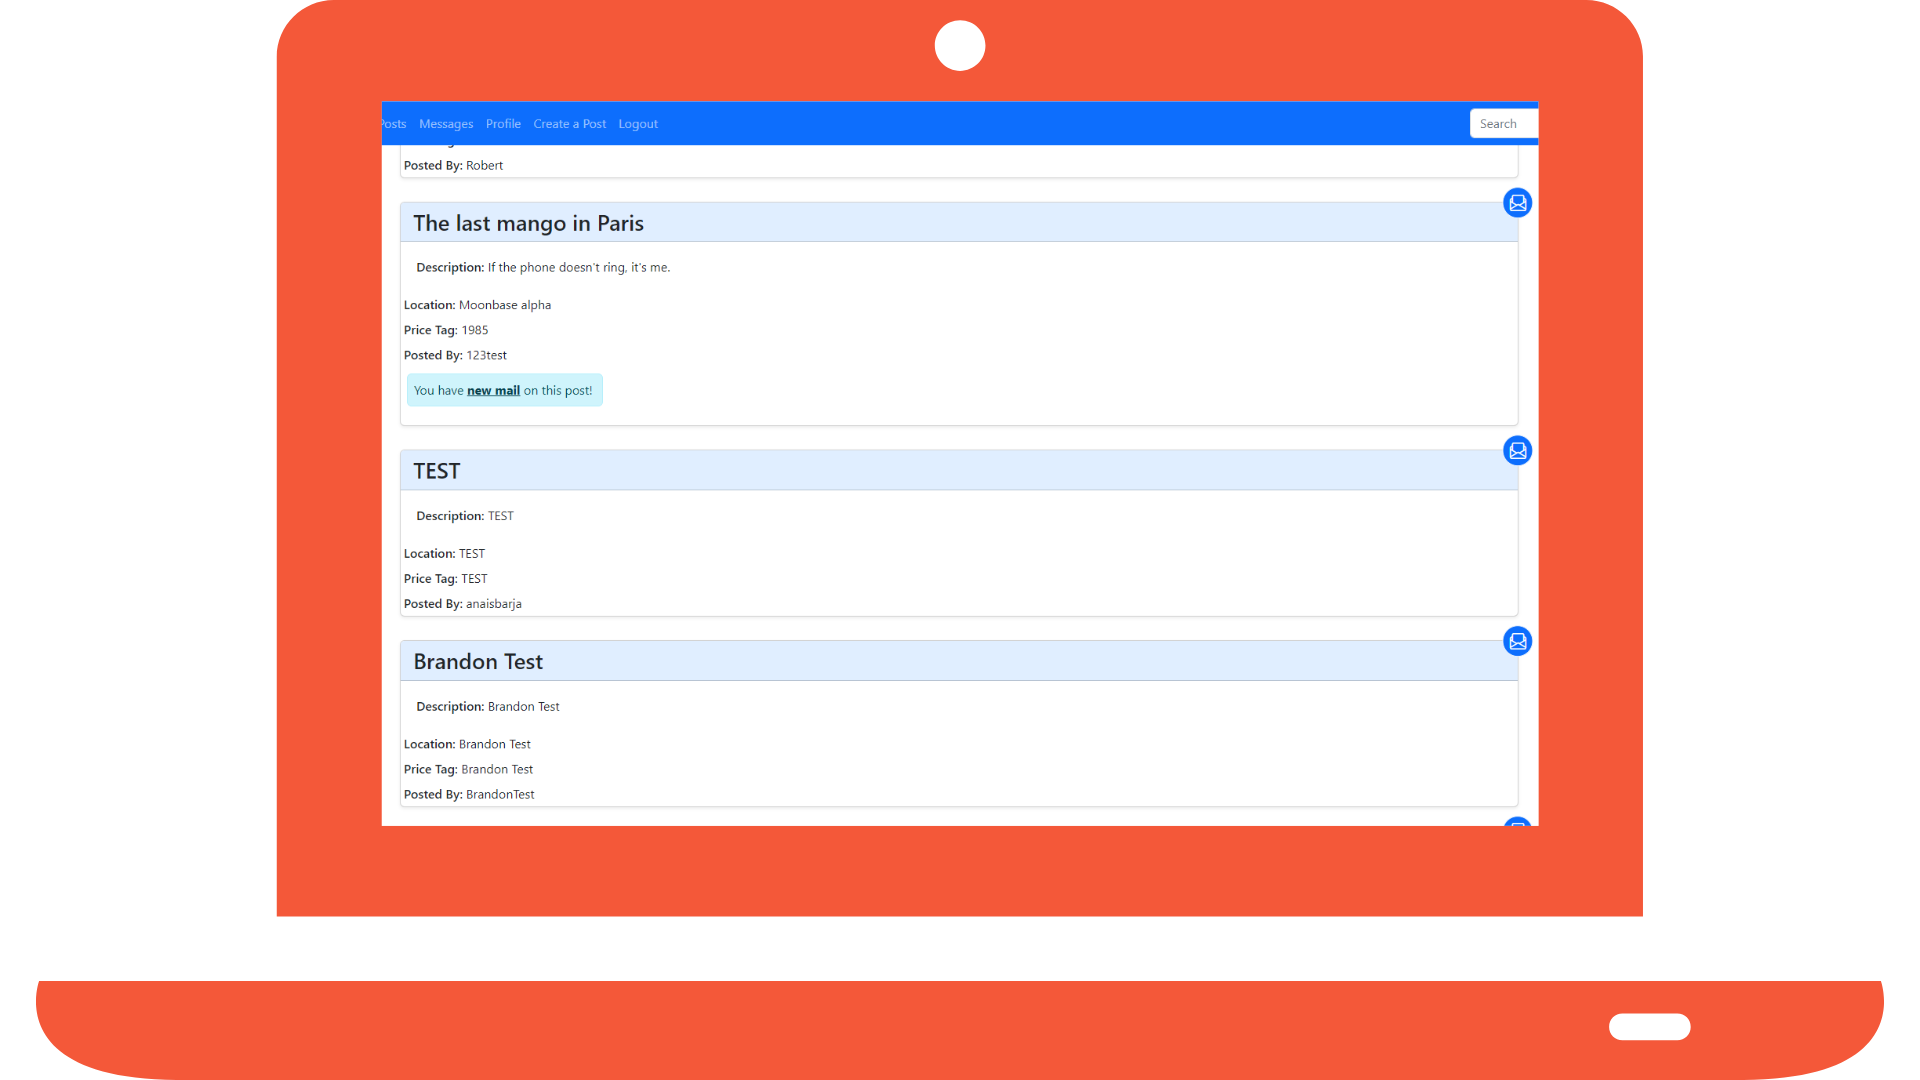 Posts Messages Profile Create a Post Logout Search
Posted By: Robert
The last mango in Paris
Description: If the phone doesn't ring, it's me.
Location: Moonbase alpha
Price Tag: 1985
Posted By: 123test
You have new mail on this post!
TEST
Description: TEST
Location: TEST
Price Tag: TEST
Posted By: anaisbarja
Brandon Test
Description: Brandon Test
Location: Brandon Test
Price Tag: Brandon Test
Posted By: BrandonTest